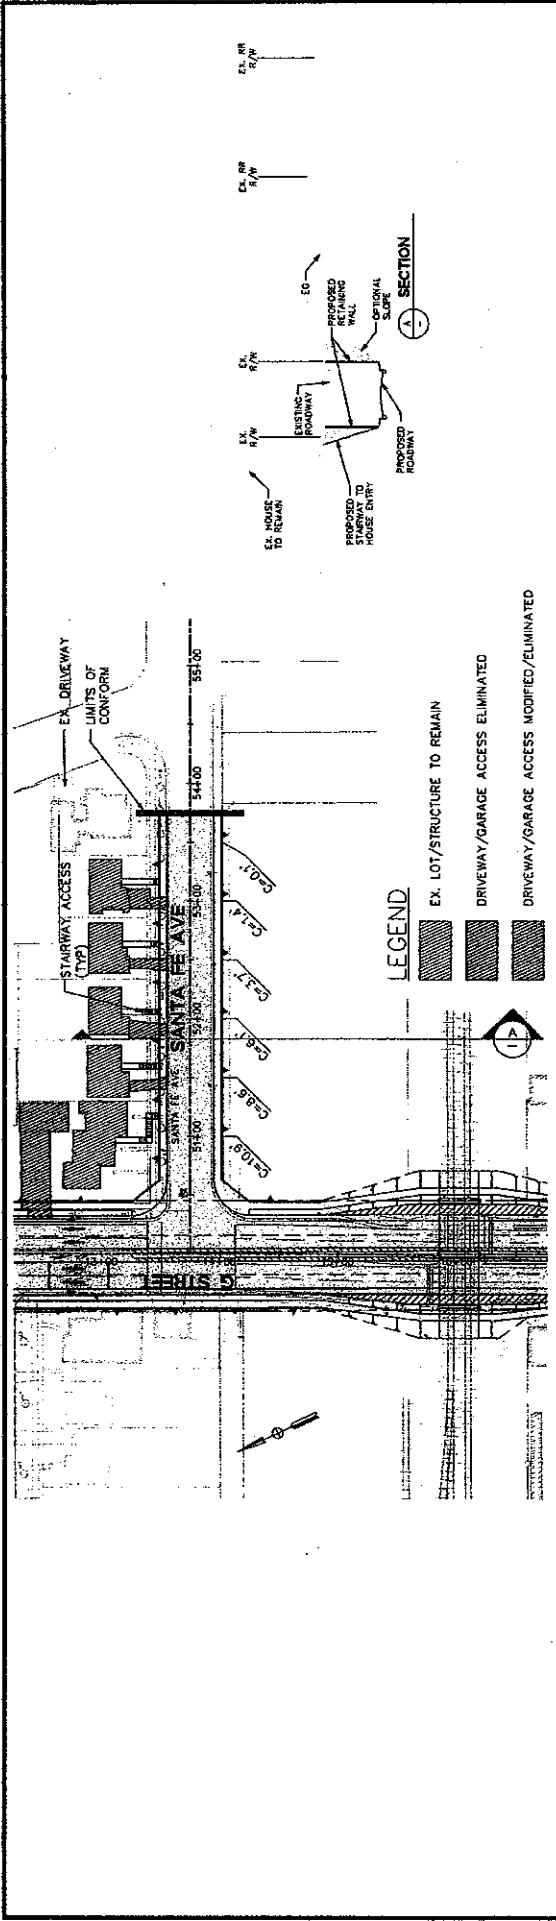 EX. RR
R/W
EX. RR
R/W
EX.
R/W
EX.
R/W
EG
EXISTING
ROADWAY
PROPOSED
RETAINING
WALL
OPTIONAL
SLOPE
A
SECTION
EX. HOUSE
TO REMAIN
PROPOSED
STAIRWAY TO
HOUSE ENTRY
PROPOSED
ROADWAY
EX. DRIVEWAY
LIMITS OF
CONFORM
STAIRWAY ACCESS
(TYP)
SANTA FE AVE
SANTA FE AVE
51+00
52+00
53+00
54+00
55+00
C=10.9'
C=8.6'
C=6.1'
C=3.7'
C=1.4'
C=0.1'
G STREET
A
LEGEND
EX. LOT/STRUCTURE TO REMAIN
DRIVEWAY/GARAGE ACCESS ELIMINATED
DRIVEWAY/GARAGE ACCESS MODIFIED/ELIMINATED